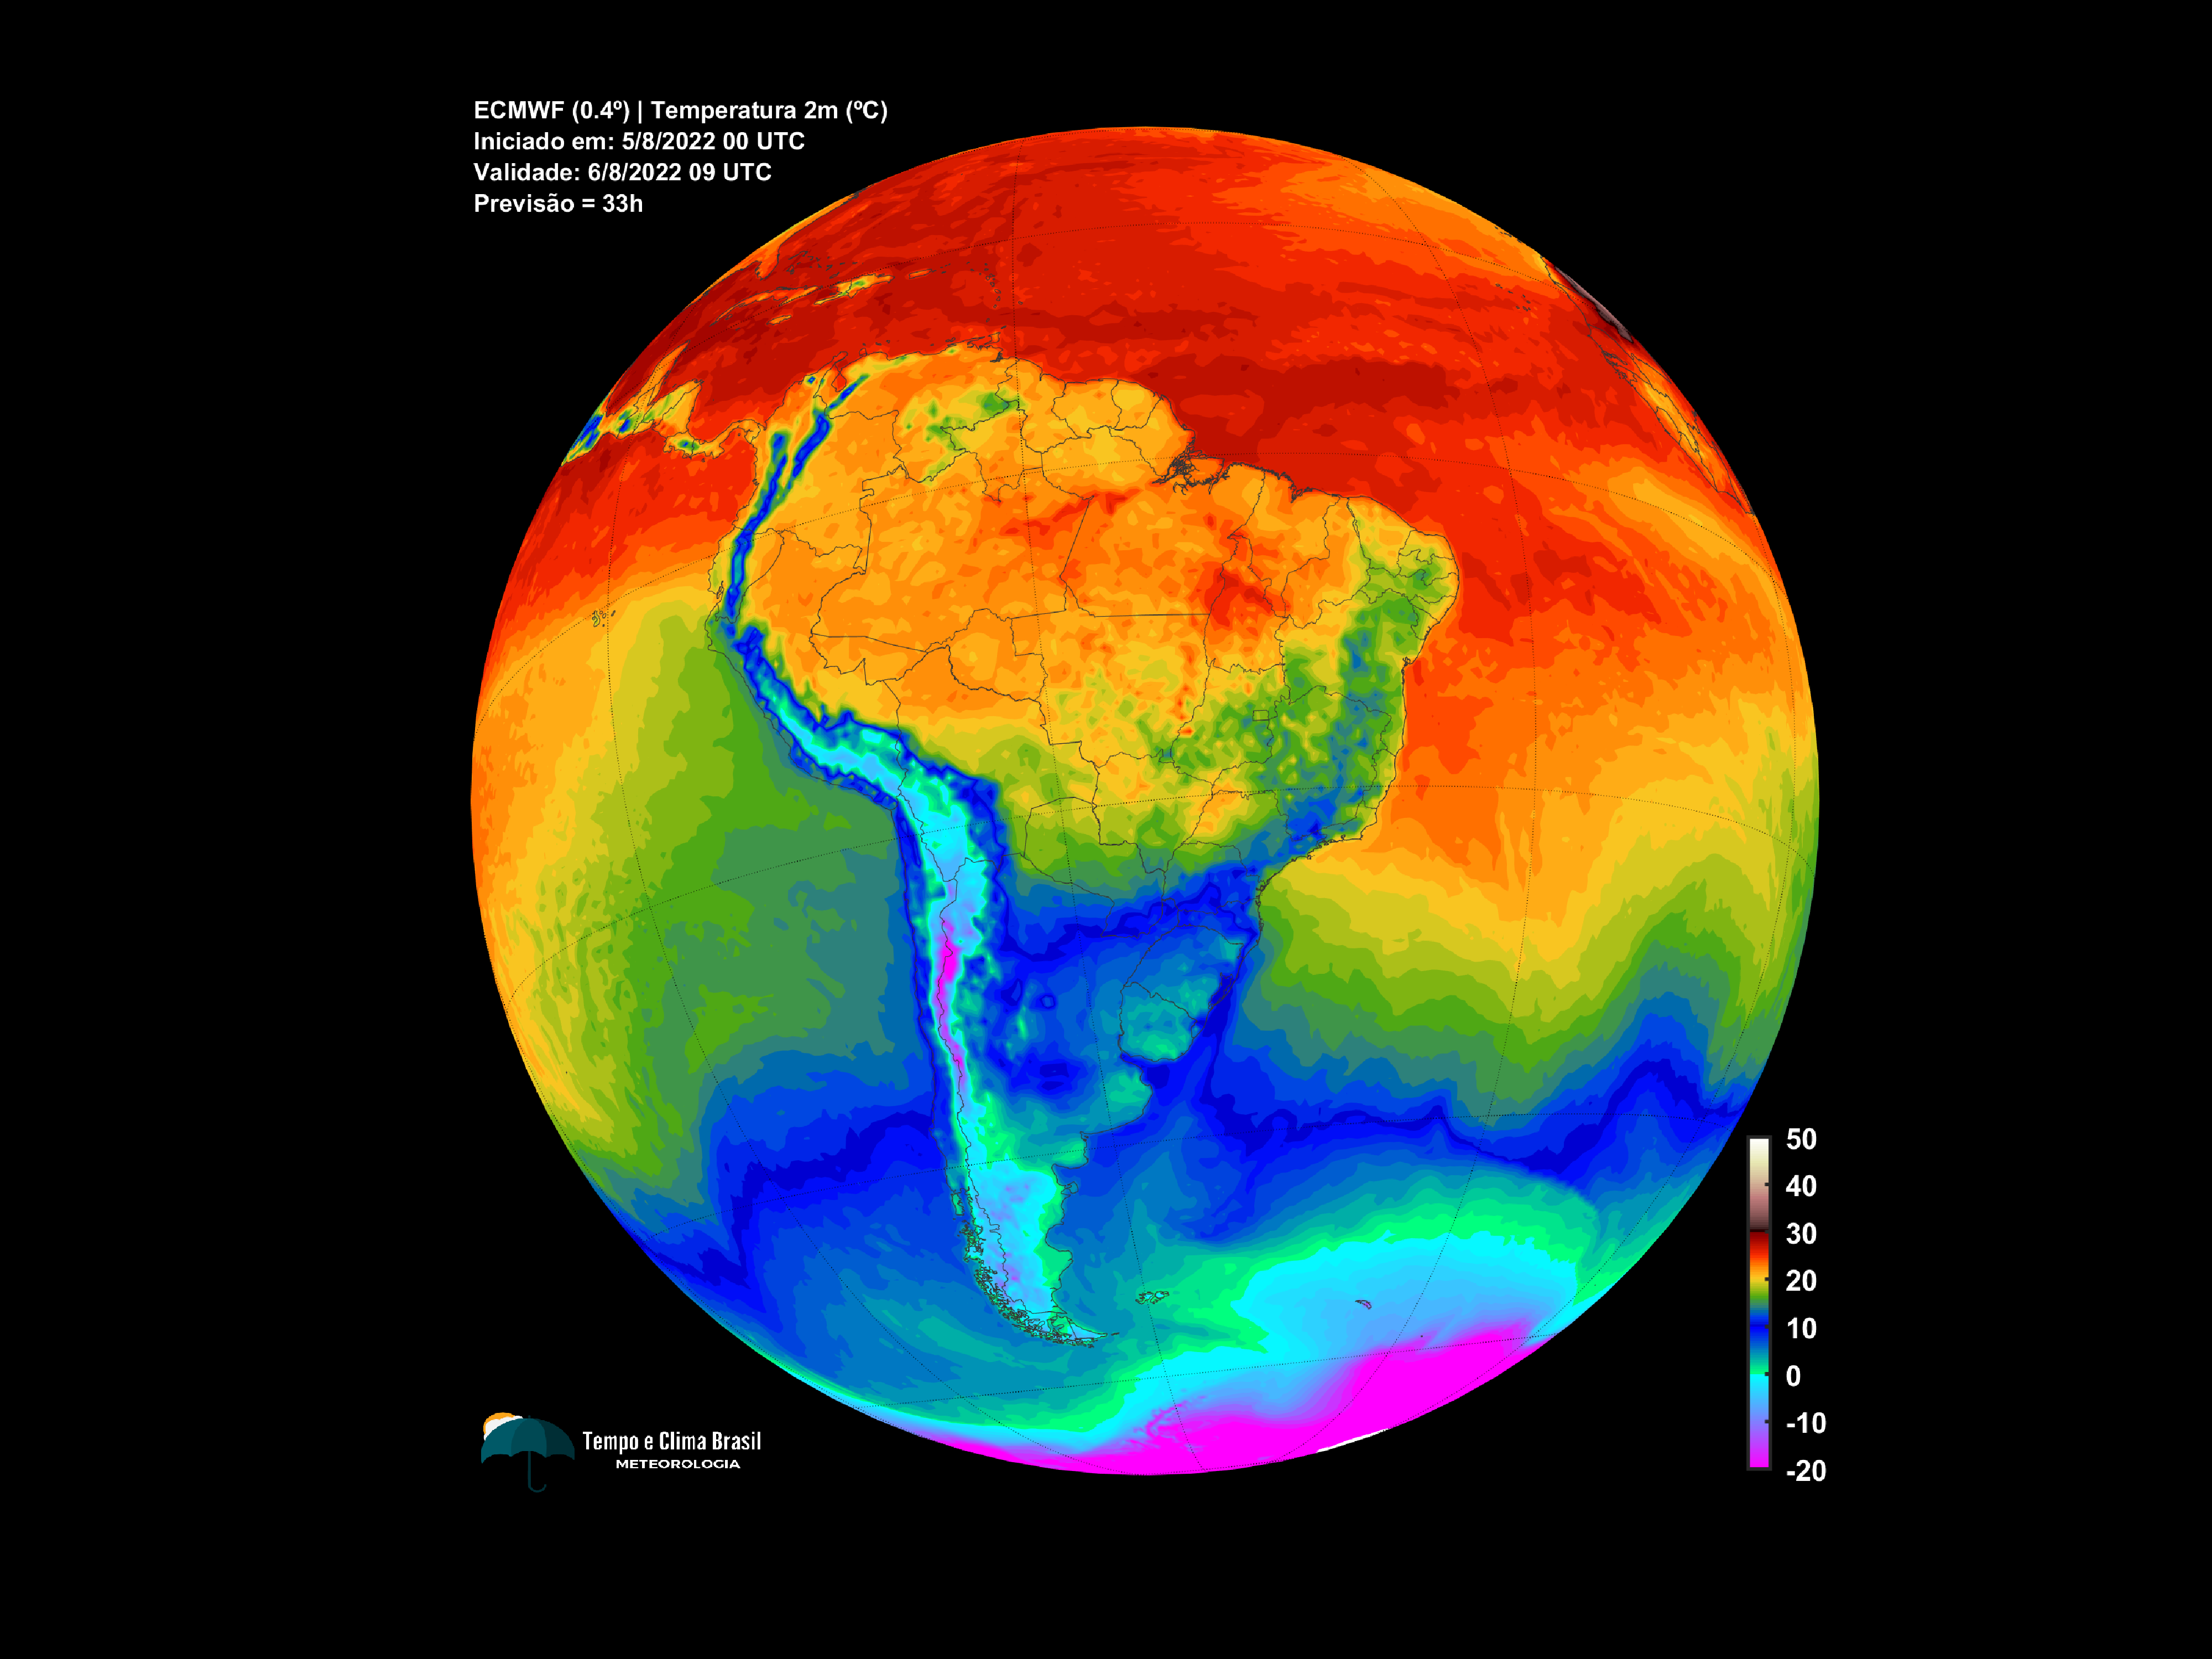 ECMWF (0.4º) | Temperatura 2m (ºC)
Iniciado em: 5/8/2022 00 UTC
Validade: 6/8/2022 09 UTC
Previsão = 33h
50
40
30
20
10
0
-10
-20
Tempo e Clima Brasil
METEOROLOGIA